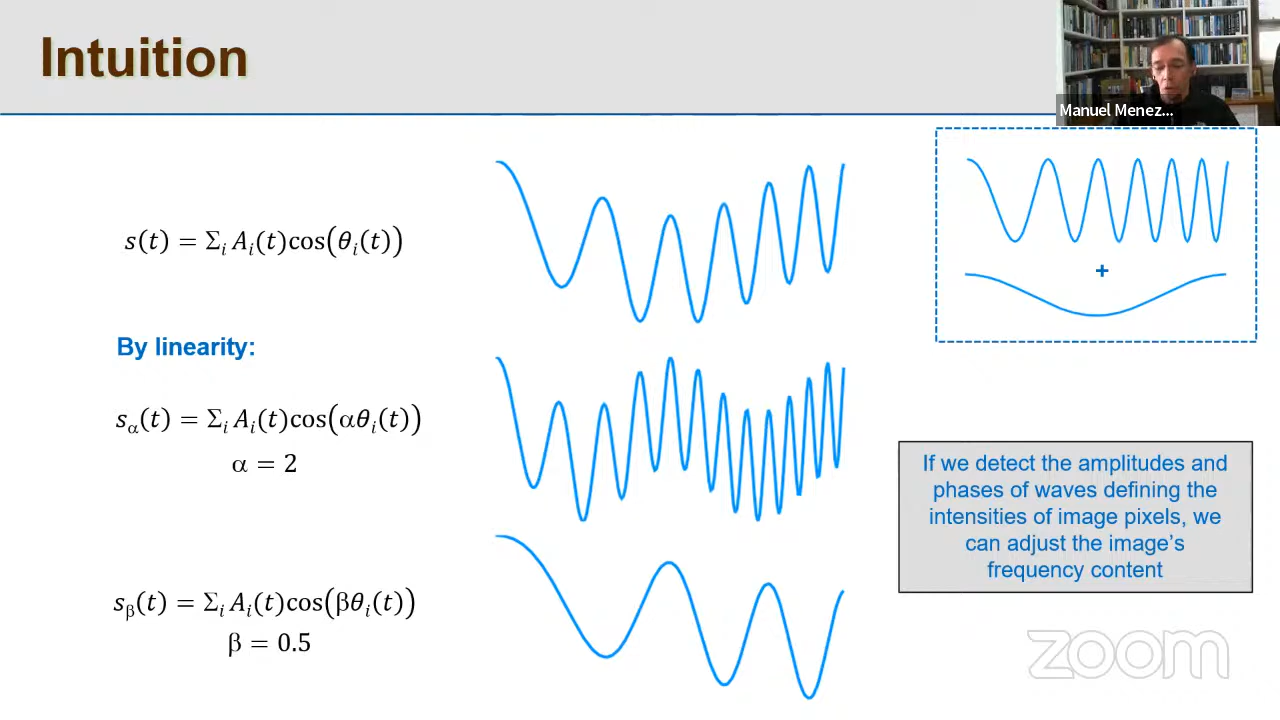 Intuition
Manuel Menez...
s(t) = Σᵢ Aᵢ(t)cos(θᵢ(t))
+
By linearity:
s_α(t) = Σᵢ Aᵢ(t)cos(αθᵢ(t))
α = 2
If we detect the amplitudes and
phases of waves defining the
intensities of image pixels, we
can adjust the image's
frequency content
s_β(t) = Σᵢ Aᵢ(t)cos(βθᵢ(t))
β = 0.5
zoom